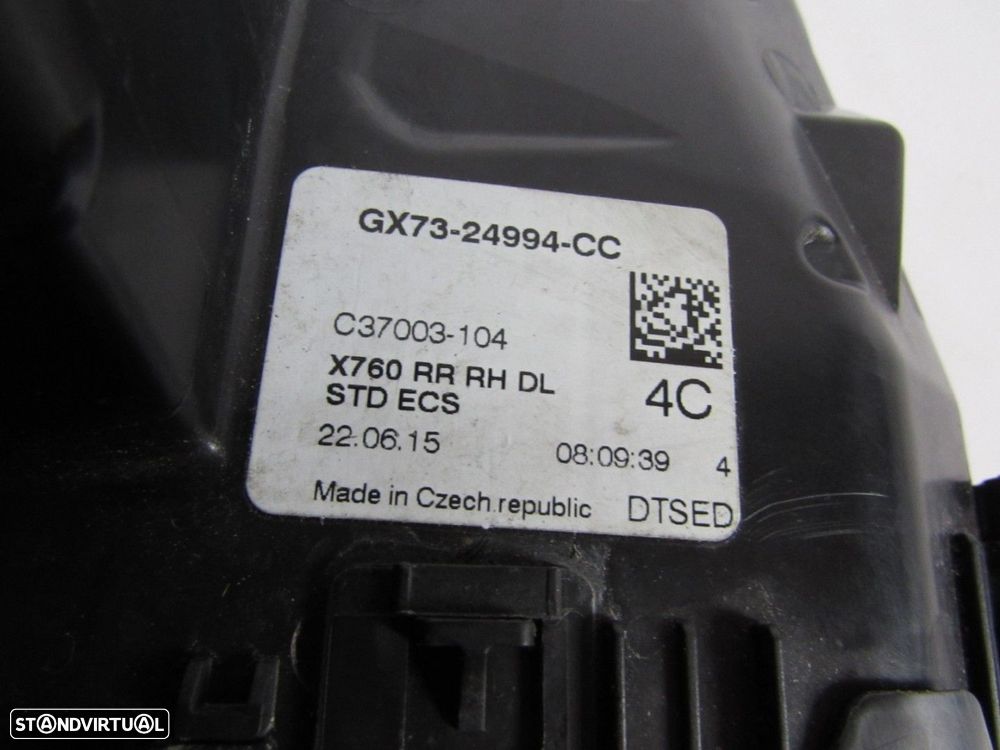 GX73-24994-CC
C37003-104
X760 RR RH DL
STD ECS
4C
22.06.15 08:09:39 4
Made in Czech republic DTSED
STANDVIRTUAL